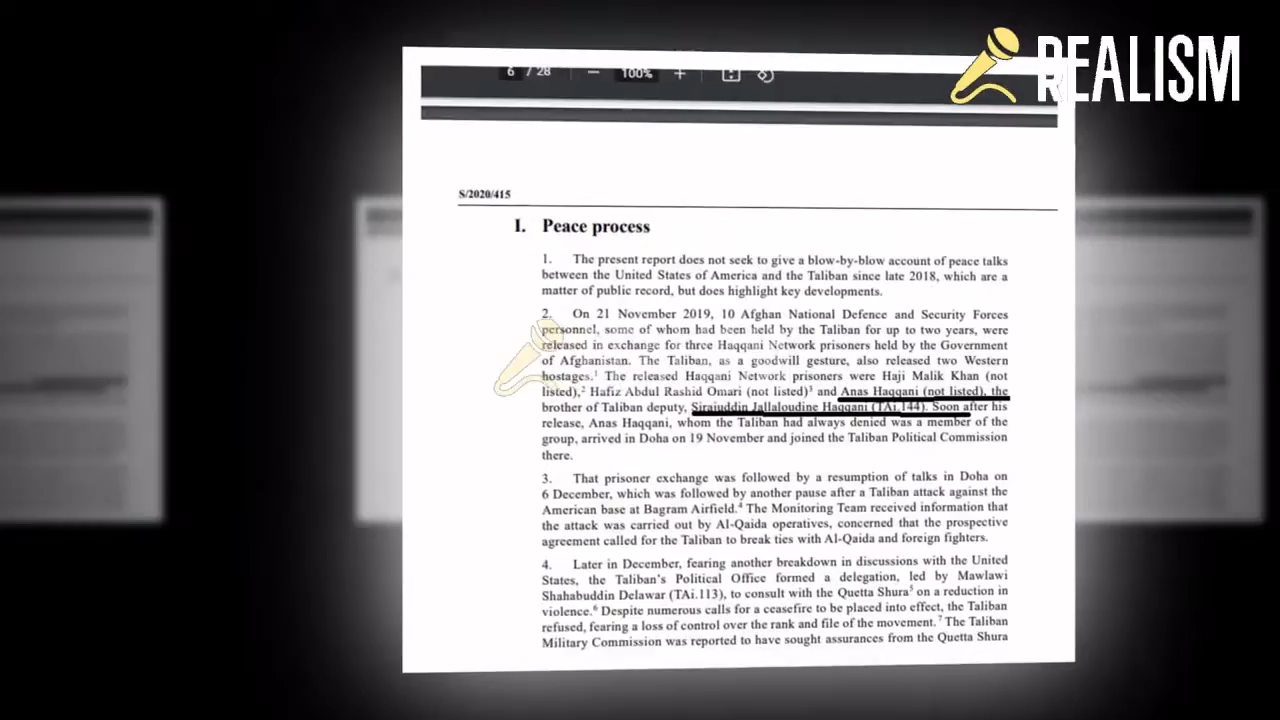 REALISM
6 / 28 − 100% +
S/2020/415
I. Peace process
1. The present report does not seek to give a blow-by-blow account of peace talks
between the United States of America and the Taliban since late 2018, which are a
matter of public record, but does highlight key developments.
2. On 21 November 2019, 10 Afghan National Defence and Security Forces
personnel, some of whom had been held by the Taliban for up to two years, were
released in exchange for three Haqqani Network prisoners held by the Government
of Afghanistan. The Taliban, as a goodwill gesture, also released two Western
hostages.¹ The released Haqqani Network prisoners were Haji Malik Khan (not
listed),² Hafiz Abdul Rashid Omari (not listed)³ and Anas Haqqani (not listed), the
brother of Taliban deputy, Sirajuddin Jallaloudine Haqqani (TAi.144). Soon after his
release, Anas Haqqani, whom the Taliban had always denied was a member of the
group, arrived in Doha on 19 November and joined the Taliban Political Commission
there.
3. That prisoner exchange was followed by a resumption of talks in Doha on
6 December, which was followed by another pause after a Taliban attack against the
American base at Bagram Airfield.⁴ The Monitoring Team received information that
the attack was carried out by Al-Qaida operatives, concerned that the prospective
agreement called for the Taliban to break ties with Al-Qaida and foreign fighters.
4. Later in December, fearing another breakdown in discussions with the United
States, the Taliban's Political Office formed a delegation, led by Mawlawi
Shahabuddin Delawar (TAi.113), to consult with the Quetta Shura⁵ on a reduction in
violence.⁶ Despite numerous calls for a ceasefire to be placed into effect, the Taliban
refused, fearing a loss of control over the rank and file of the movement.⁷ The Taliban
Military Commission was reported to have sought assurances from the Quetta Shura